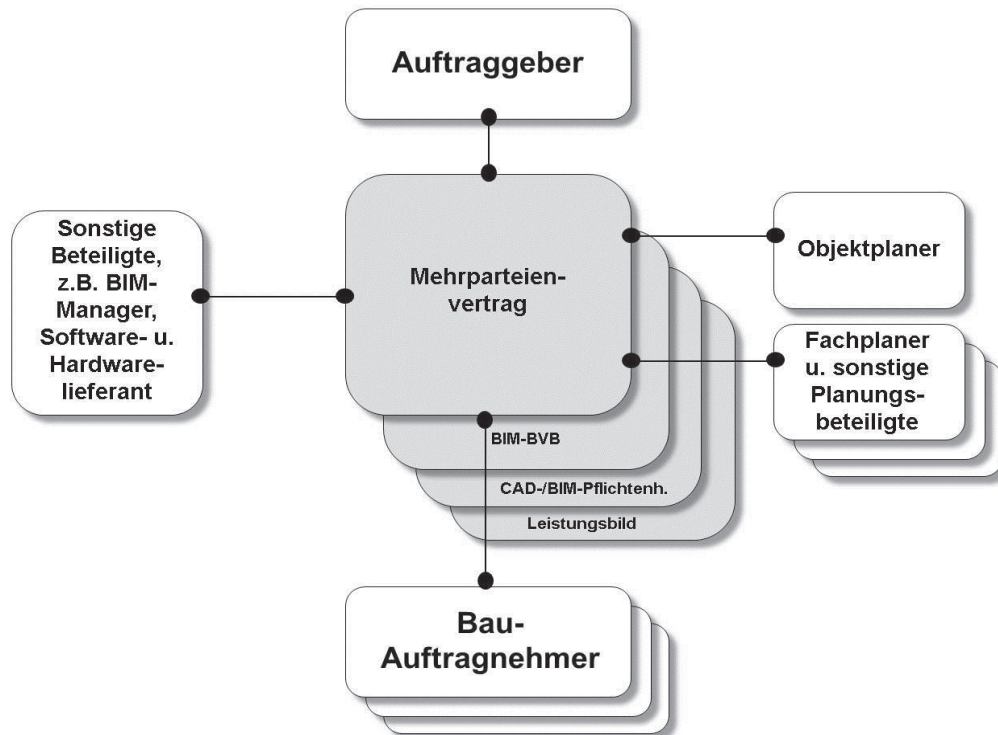 Auftraggeber
Sonstige
Beteiligte,
z.B. BIM-
Manager,
Software- u.
Hardware-
lieferant
Mehrparteien-
vertrag
Objektplaner
Fachplaner
u. sonstige
Planungs-
beteiligte
BIM-BVB
CAD-/BIM-Pflichtenh.
Leistungsbild
Bau-
Auftragnehmer